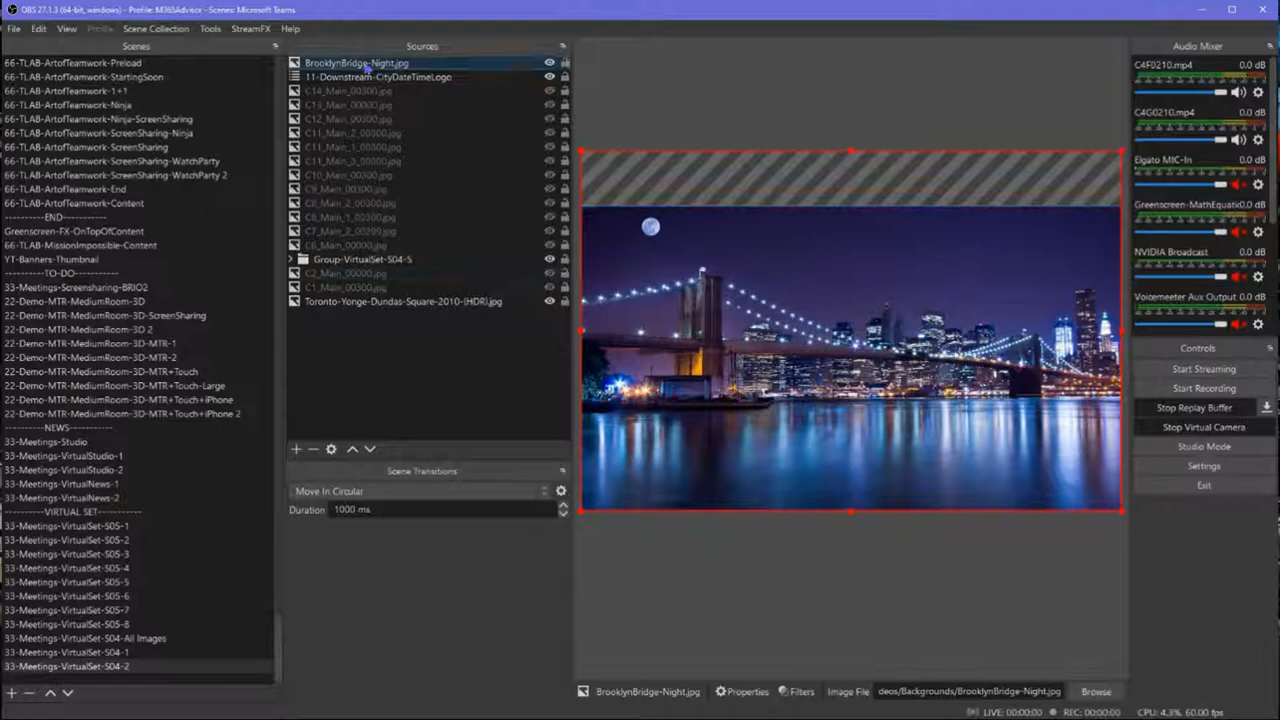 OBS 27.1.3 (64-bit, windows) - Profile: M365Advisor - Scenes: Microsoft Teams
File Edit View Profile Scene Collection Tools StreamFX Help
Scenes
66-TLAB-ArtofTeamwork-Preload
66-TLAB-ArtofTeamwork-StartingSoon
66-TLAB-ArtofTeamwork-1+1
66-TLAB-ArtofTeamwork-Ninja
66-TLAB-ArtofTeamwork-Ninja-ScreenSharing
66-TLAB-ArtofTeamwork-ScreenSharing-Ninja
66-TLAB-ArtofTeamwork-ScreenSharing
66-TLAB-ArtofTeamwork-ScreenSharing-WatchParty
66-TLAB-ArtofTeamwork-ScreenSharing-WatchParty 2
66-TLAB-ArtofTeamwork-End
66-TLAB-ArtofTeamwork-Content
----------END----------
Greenscreen-FX-OnTopOfContent
66-TLAB-MissionImpossible-Content
YT-Banners-Thumbnail
----------TO-DO----------
33-Meetings-Screensharing-BRIO2
22-Demo-MTR-MediumRoom-3D
22-Demo-MTR-MediumRoom-3D-ScreenSharing
22-Demo-MTR-MediumRoom-3D 2
22-Demo-MTR-MediumRoom-3D-MTR-1
22-Demo-MTR-MediumRoom-3D-MTR-2
22-Demo-MTR-MediumRoom-3D-MTR+Touch
22-Demo-MTR-MediumRoom-3D-MTR+Touch-Large
22-Demo-MTR-MediumRoom-3D-MTR+Touch+iPhone
22-Demo-MTR-MediumRoom-3D-MTR+Touch+iPhone 2
----------NEWS----------
33-Meetings-Studio
33-Meetings-VirtualStudio-1
33-Meetings-VirtualStudio-2
33-Meetings-VirtualNews-1
33-Meetings-VirtualNews-2
----------VIRTUAL SET----------
33-Meetings-VirtualSet-S05-1
33-Meetings-VirtualSet-S05-2
33-Meetings-VirtualSet-S05-3
33-Meetings-VirtualSet-S05-4
33-Meetings-VirtualSet-S05-5
33-Meetings-VirtualSet-S05-6
33-Meetings-VirtualSet-S05-7
33-Meetings-VirtualSet-S05-8
33-Meetings-VirtualSet-S04-All Images
33-Meetings-VirtualSet-S04-1
33-Meetings-VirtualSet-S04-2
Sources
BrooklynBridge-Night.jpg
11-Downstream-CityDateTimeLogo
C14_Main_00300.jpg
C13_Main_00000.jpg
C12_Main_00300.jpg
C11_Main_2_00300.jpg
C11_Main_1_00300.jpg
C11_Main_3_00000.jpg
C10_Main_00300.jpg
C9_Main_00300.jpg
C8_Main_2_00300.jpg
C8_Main_1_00300.jpg
C7_Main_2_00299.jpg
C6_Main_00000.jpg
Group-VirtualSet-S04-5
C2_Main_00000.jpg
C1_Main_00300.jpg
Toronto-Yonge-Dundas-Square-2010-(HDR).jpg
Scene Transitions
Move In Circular
Duration 1000 ms
BrooklynBridge-Night.jpg Properties Filters Image File deos/Backgrounds/BrooklynBridge-Night.jpg Browse
Audio Mixer
C4F0210.mp4 0.0 dB
C4G0210.mp4 0.0 dB
Elgato MIC-In 0.0 dB
Greenscreen-MathEquatic 0.0 dB
NVIDIA Broadcast 0.0 dB
Voicemeeter Aux Output 0.0 dB
Controls
Start Streaming
Start Recording
Stop Replay Buffer
Stop Virtual Camera
Studio Mode
Settings
Exit
LIVE: 00:00:00 REC: 00:00:00 CPU: 4.3%, 60.00 fps